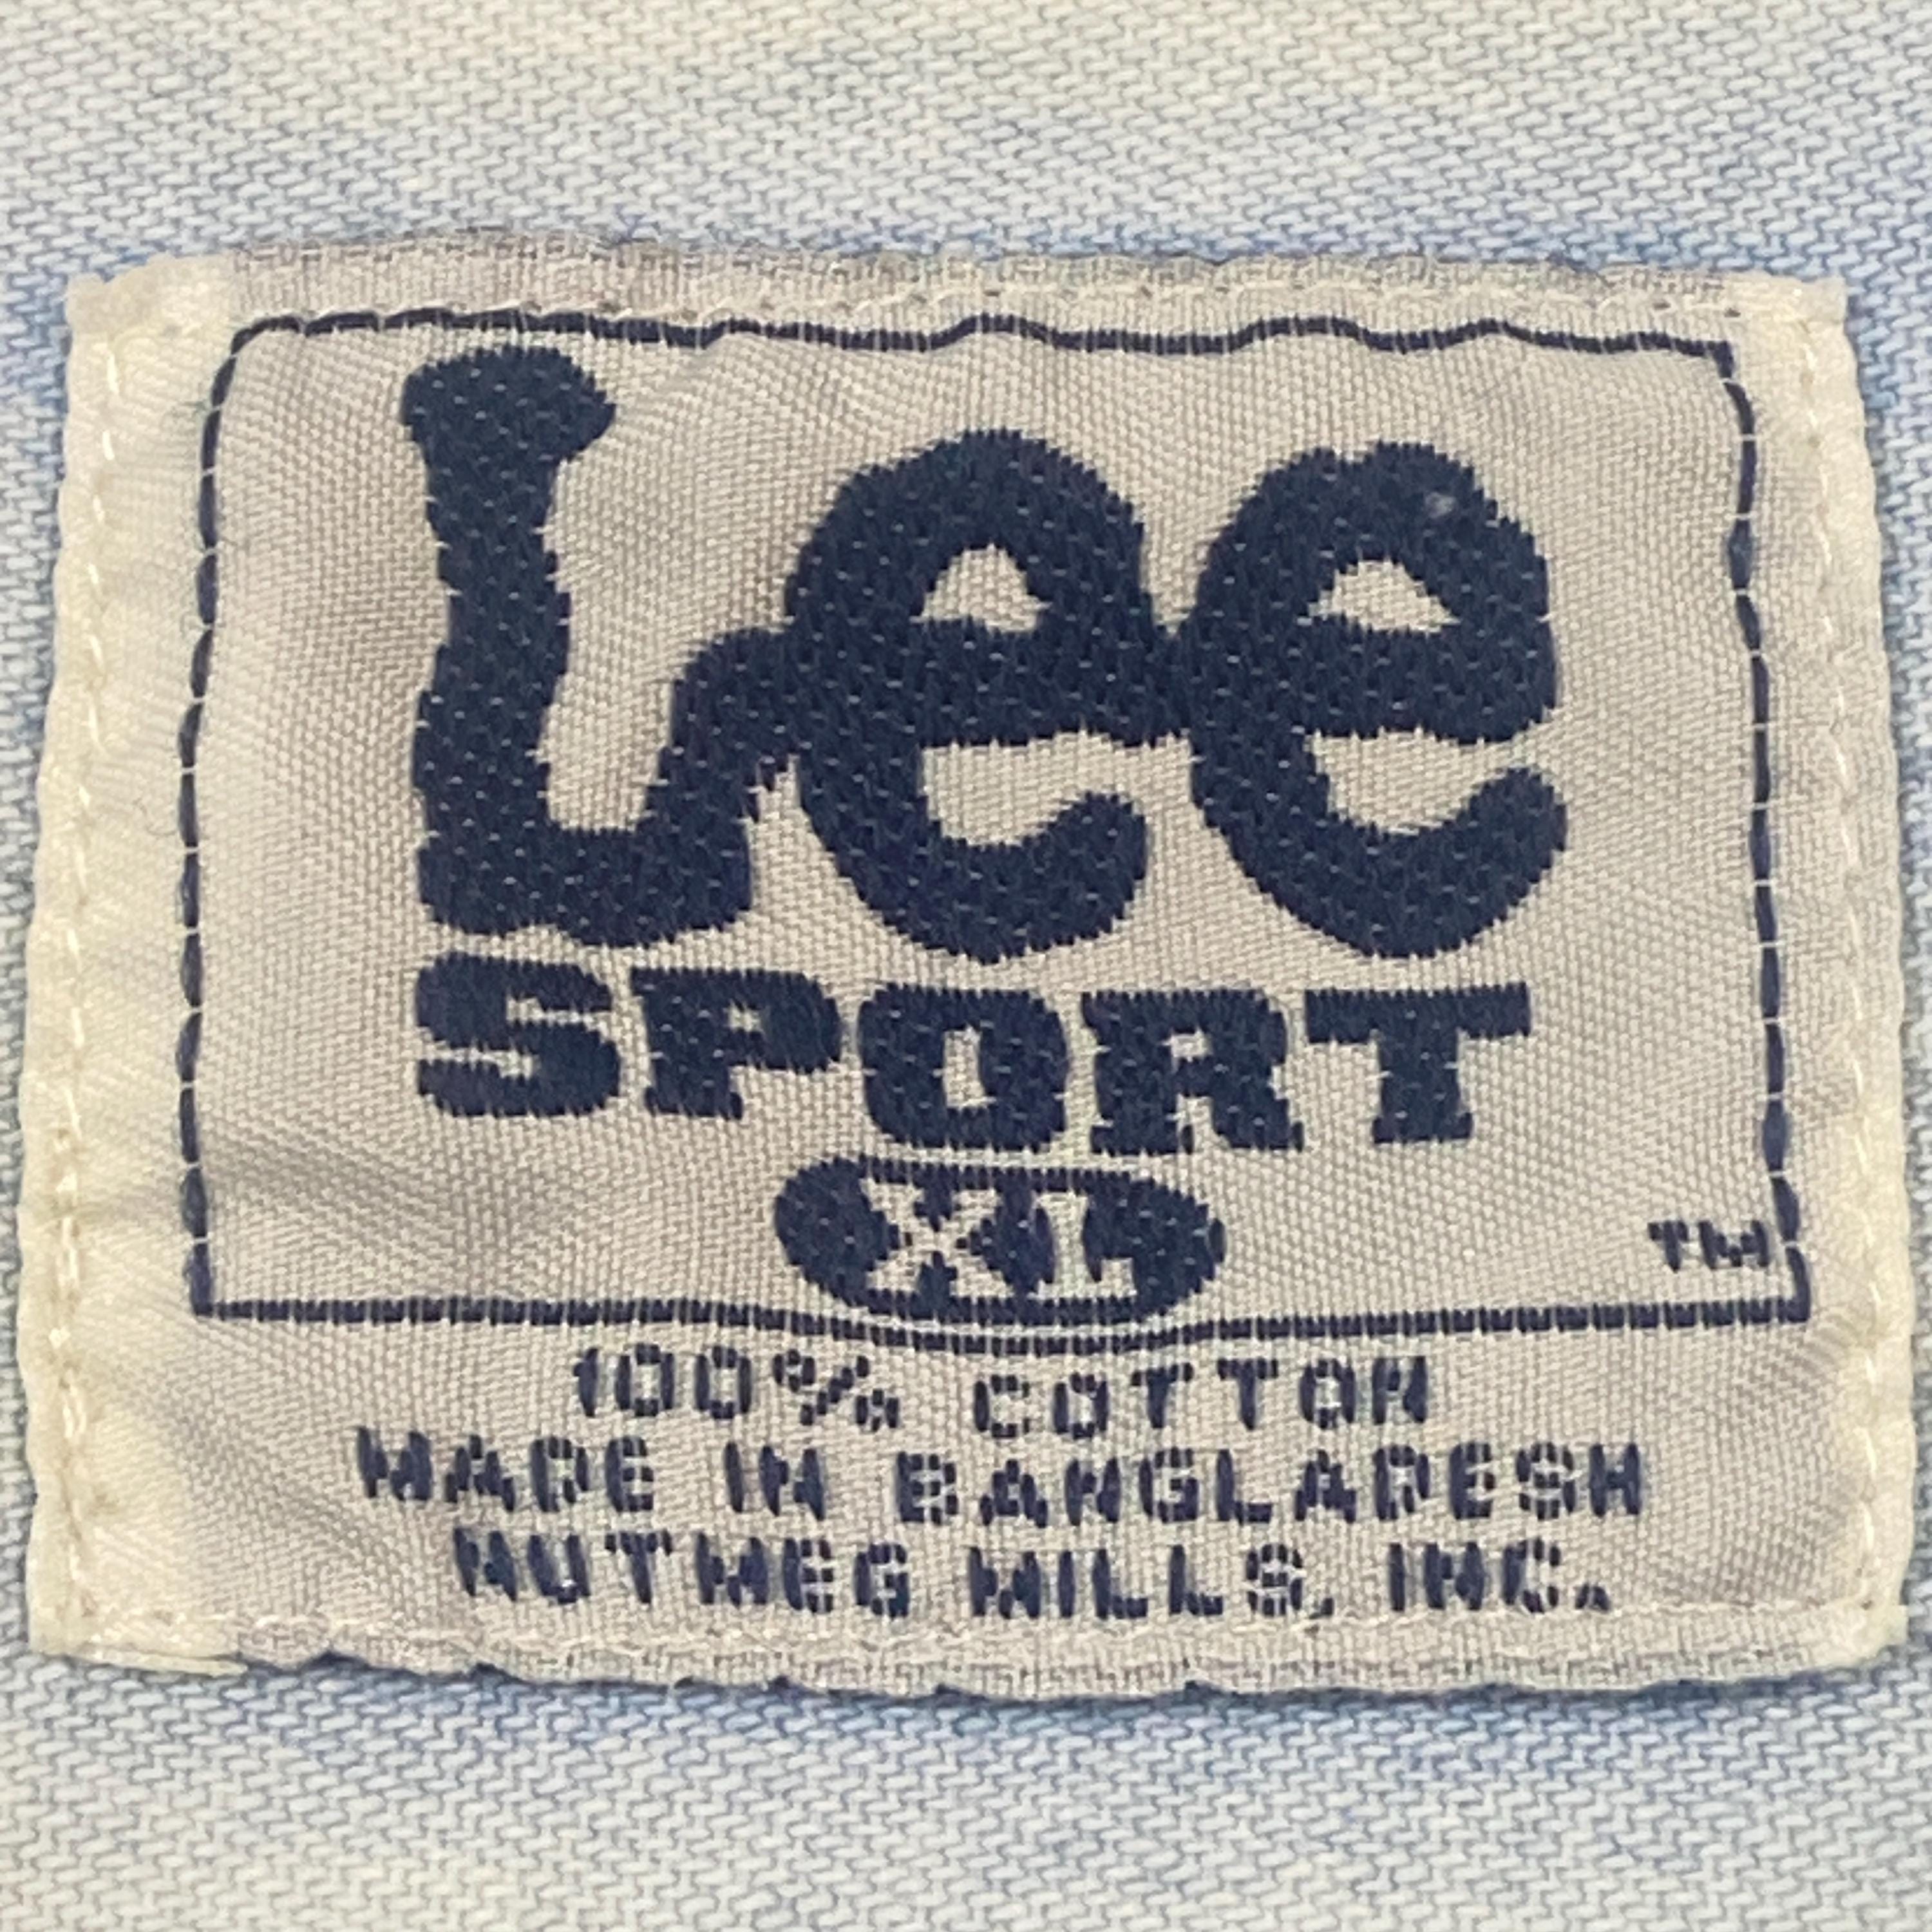 Lee
SPORT
XL
TM
100% COTTON
MADE IN BANGLADESH
NUTMEG MILLS, INC.